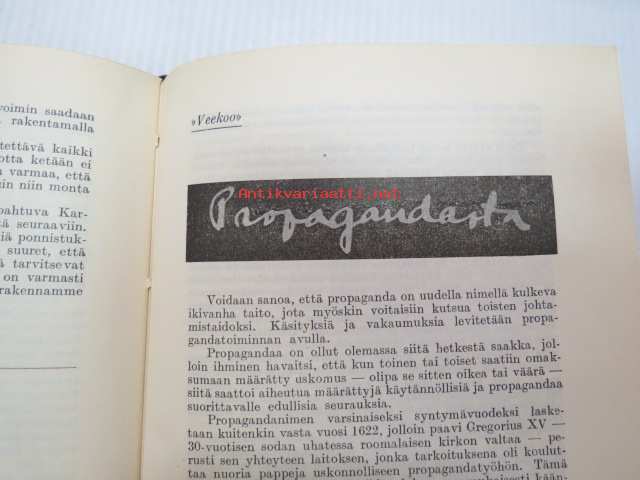 voimin saadaan
rakentamalla
tettävä kaikki
otta ketään ei
varmaa, että
in niin monta
pahtuva Kar-
tä seuraaviin.
iä ponnistuk-
suuret, että
tä tarvitsevat
on varmasti
rakennamme
»Veekoo»
Antikvariaatti.net
Propagandasta
Voidaan sanoa, että propaganda on uudella nimellä kulkeva
ikivanha taito, jota myöskin voitaisiin kutsua toisten johta-
mistaidoksi. Käsityksiä ja vakaumuksia levitetään propa-
gandatoiminnan avulla.
Propagandaa on ollut olemassa siitä hetkestä saakka, jol-
loin ihminen havaitsi, että kun toinen tai toiset saatiin omak-
sumaan määrätty uskomus — olipa se sitten oikea tai väärä —
siitä saattoi aiheutua määrättyjä käytännöllisiä ja propagandaa
suorittavalle edullisia seurauksia.
Propagandanimen varsinaiseksi syntymävuodeksi laske-
taan kuitenkin vasta vuosi 1622, jolloin paavi Gregorius XV —
30-vuotisen sodan uhatessa roomalaisen kirkon valtaa — pe-
rusti sen yhteyteen laitoksen, jonka tarkoituksena oli koulut-
taa nuoria pappeja uskonnolliseen propagandatyöhön. Tämä